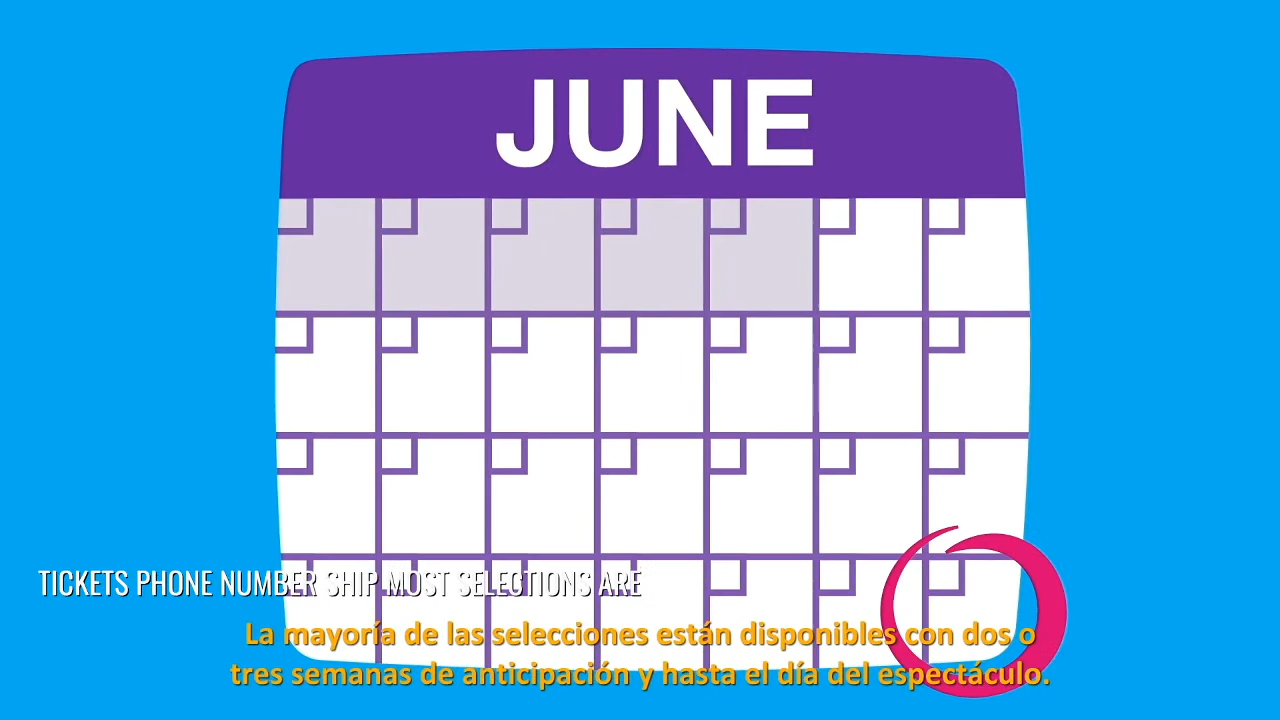 JUNE
TICKETS PHONE NUMBER SHIP MOST SELECTIONS ARE
La mayoría de las selecciones están disponibles con dos o
tres semanas de anticipación y hasta el día del espectáculo.